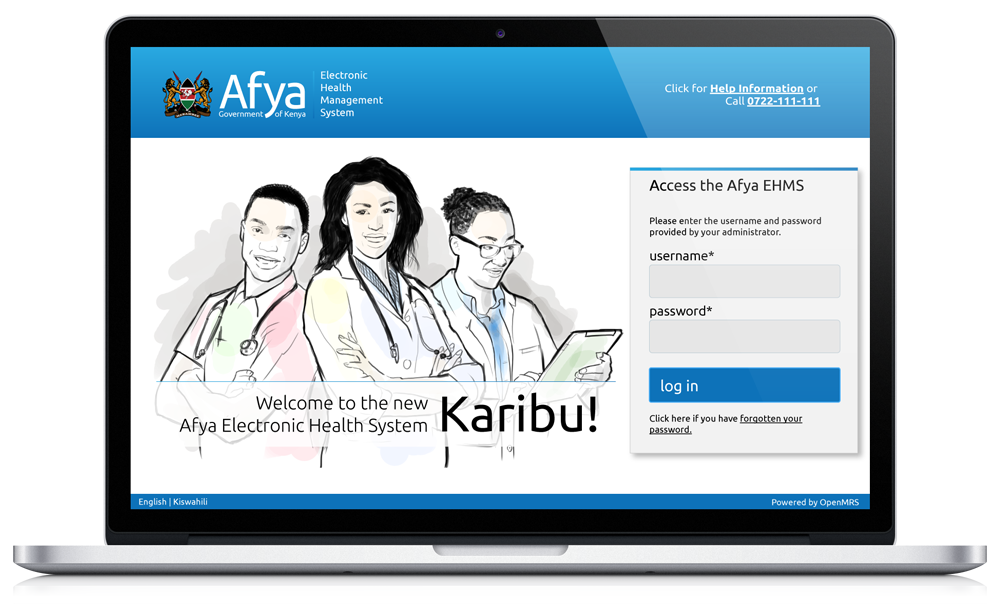 Afya
Government of Kenya
Electronic
Health
Management
System
Click for Help Information or
Call 0722-111-111
Welcome to the new
Afya Electronic Health System
Karibu!
Access the Afya EHMS
Please enter the username and password
provided by your administrator.
username*
password*
log in
Click here if you have forgotten your
password.
English | Kiswahili
Powered by OpenMRS